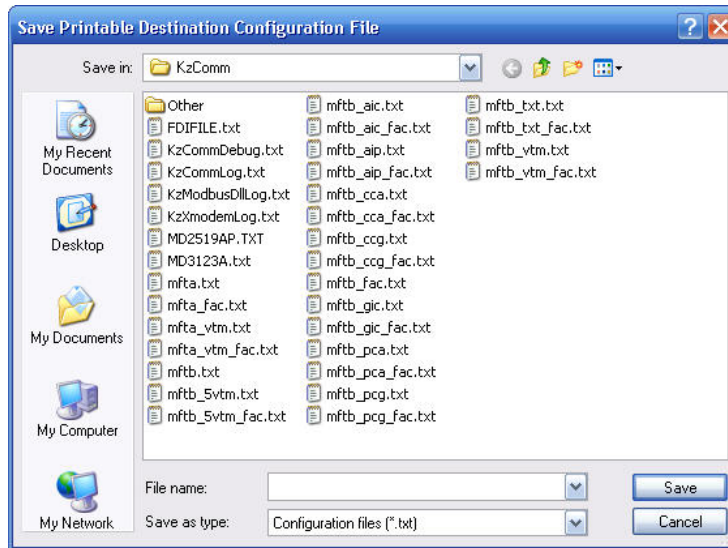 Save Printable Destination Configuration File
Save in:
KzComm
My Recent
Documents
Desktop
My Documents
My Computer
My Network
Other
FDIFILE.txt
KzCommDebug.txt
KzCommLog.txt
KzModbusDllLog.txt
KzXmodemLog.txt
MD2519AP.TXT
MD3123A.txt
mfta.txt
mfta_fac.txt
mfta_vtm.txt
mfta_vtm_fac.txt
mftb.txt
mftb_5vtm.txt
mftb_5vtm_fac.txt
mftb_aic.txt
mftb_aic_fac.txt
mftb_aip.txt
mftb_aip_fac.txt
mftb_cca.txt
mftb_cca_fac.txt
mftb_ccg.txt
mftb_ccg_fac.txt
mftb_fac.txt
mftb_gic.txt
mftb_gic_fac.txt
mftb_pca.txt
mftb_pca_fac.txt
mftb_pcg.txt
mftb_pcg_fac.txt
mftb_txt.txt
mftb_txt_fac.txt
mftb_vtm.txt
mftb_vtm_fac.txt
File name:
Save
Save as type:
Configuration files (*.txt)
Cancel